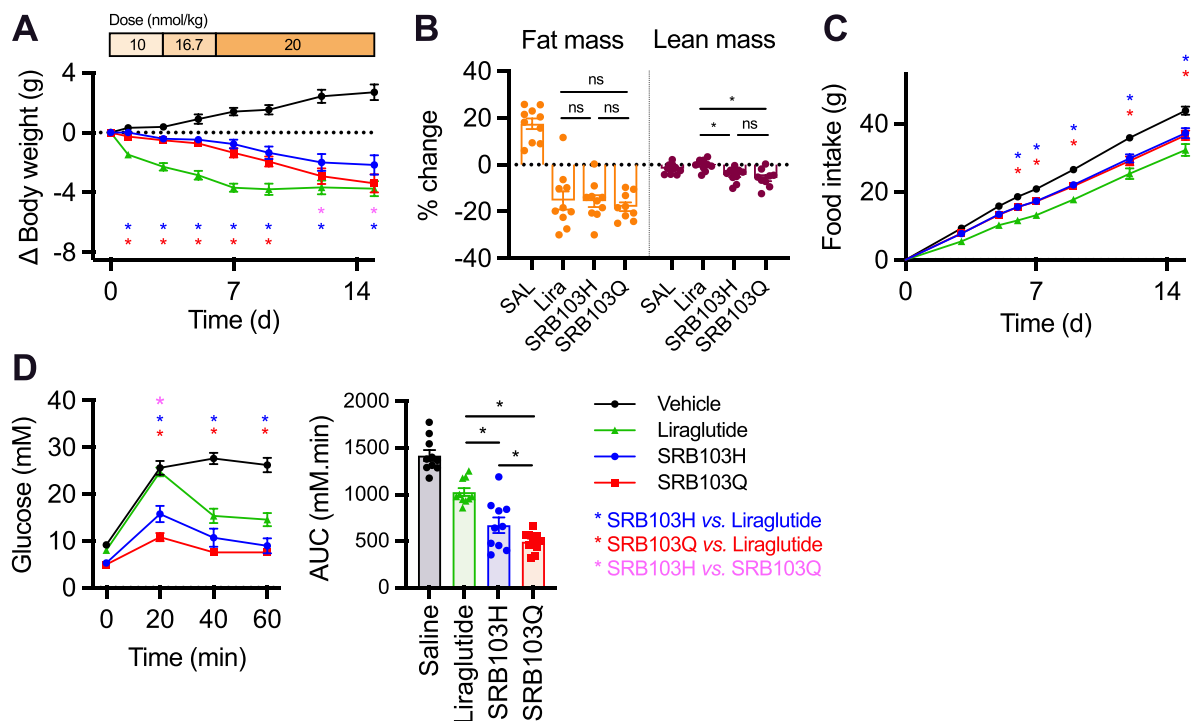 A
Dose (nmol/kg)
10 16.7 20
Δ Body weight (g)
4
0
-4
-8
* * * * * * * * * * * * * *
0 7 14
Time (d)
B
Fat mass Lean mass
% change
40
20
0
-20
-40
ns
ns ns
*
* ns
SAL Lira SRB103H SRB103Q SAL Lira SRB103H SRB103Q
C
Food intake (g)
40
20
0
* * * * *
* * * * *
0 7 14
Time (d)
D
Glucose (mM)
40
30
20
10
0
*
* * *
* * *
0 20 40 60
Time (min)
AUC (mM.min)
2000
1500
1000
500
0
*
*
*
Saline Liraglutide SRB103H SRB103Q
Vehicle
Liraglutide
SRB103H
SRB103Q
* SRB103H vs. Liraglutide
* SRB103Q vs. Liraglutide
* SRB103H vs. SRB103Q